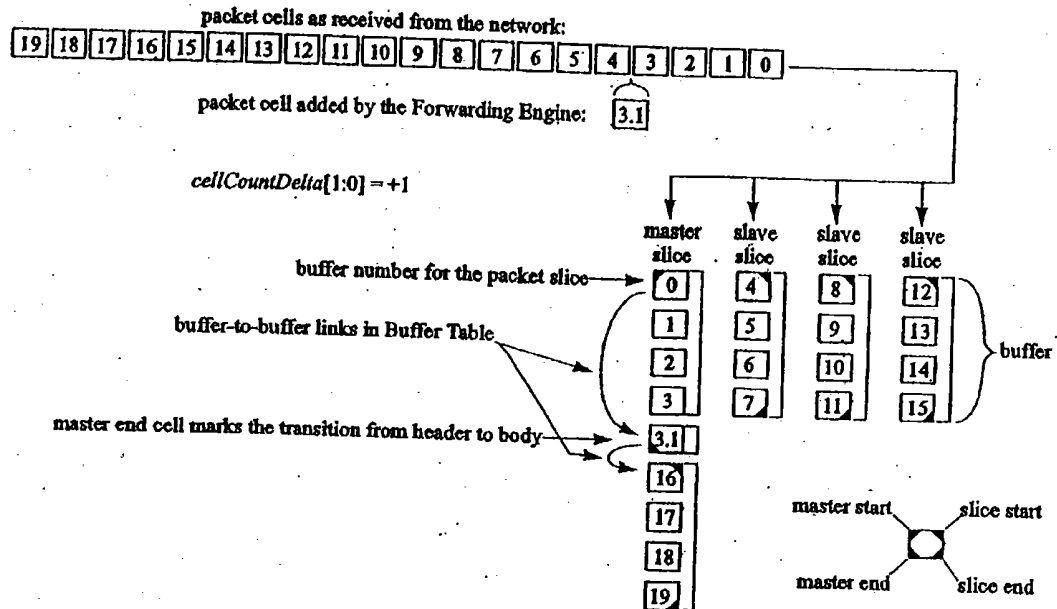 packet cells as received from the network:
19 18 17 16 15 14 13 12 11 10 9 8 7 6 5 4 3 2 1 0
packet cell added by the Forwarding Engine: 3.1
cellCountDelta[1:0] = +1
master slice
slave slice
slave slice
slave slice
buffer number for the packet slice
0 4 8 12
buffer-to-buffer links in Buffer Table
1 5 9 13
2 6 10 14
buffer
3 7 11 15
master end cell marks the transition from header to body
3.1
16
17
18
19
master start
slice start
master end
slice end